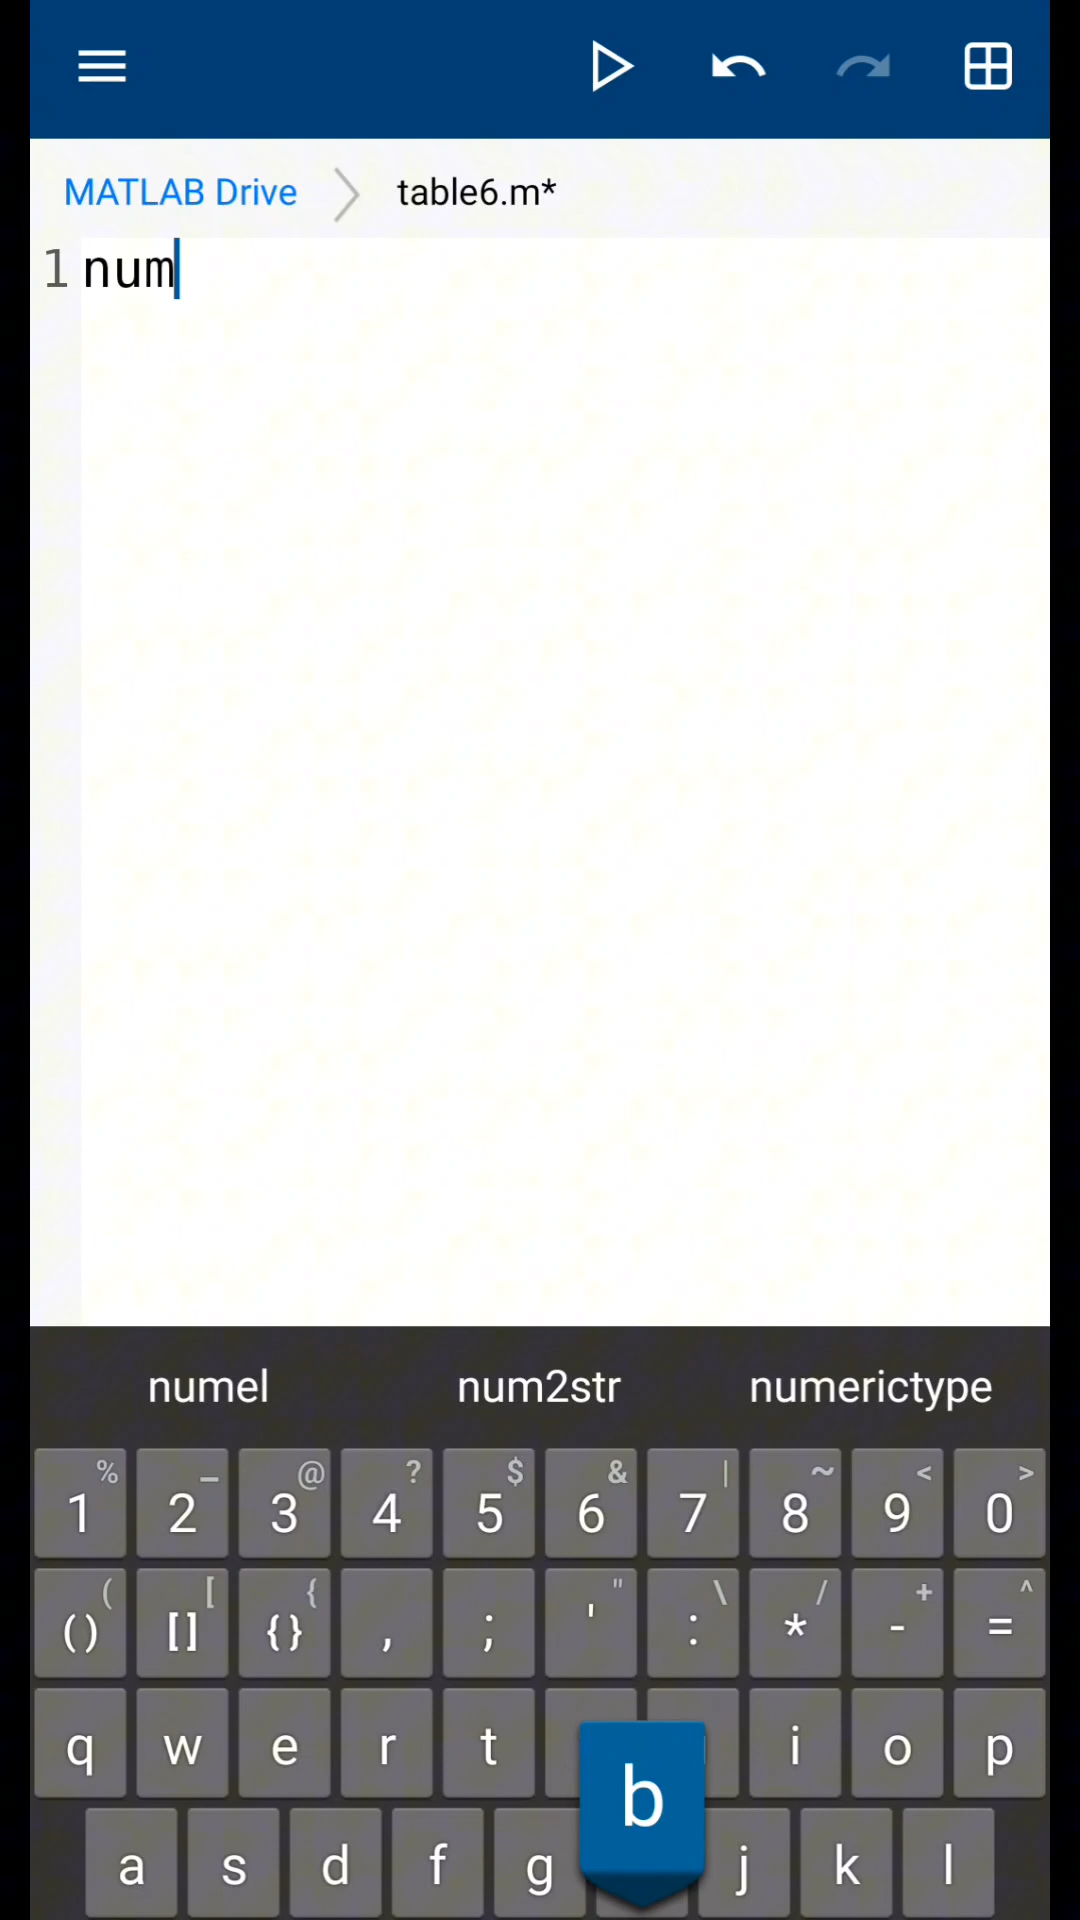 MATLAB Drive table6.m*
1 num
numel num2str numerictype
% _ @ ? $ & | ~ < >
1 2 3 4 5 6 7 8 9 0
( [ { " \ / + ^
() [] {} , ; ' : * - =
q w e r t i o p
b
a s d f g j k l